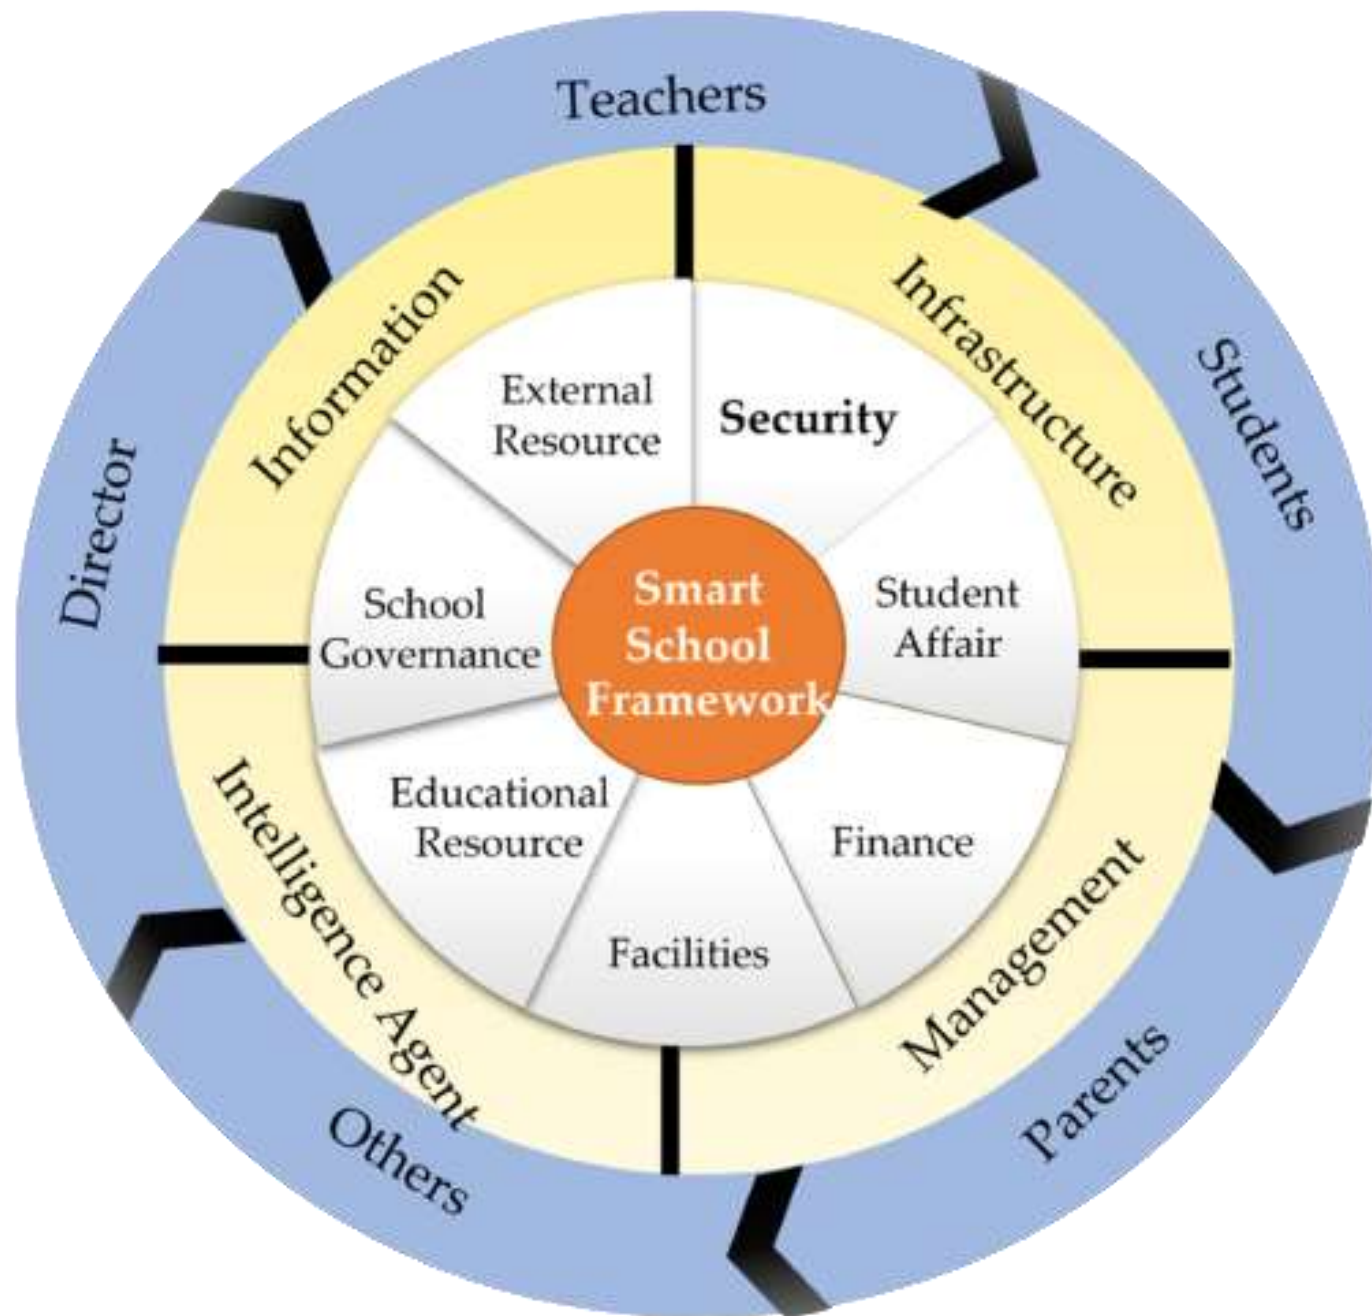 Teachers
Students
Parents
Others
Director
Information
Infrastructure
Management
Intelligence Agent
External
Resource
Security
Student
Affair
Finance
Facilities
Educational
Resource
School
Governance
Smart
School
Framework